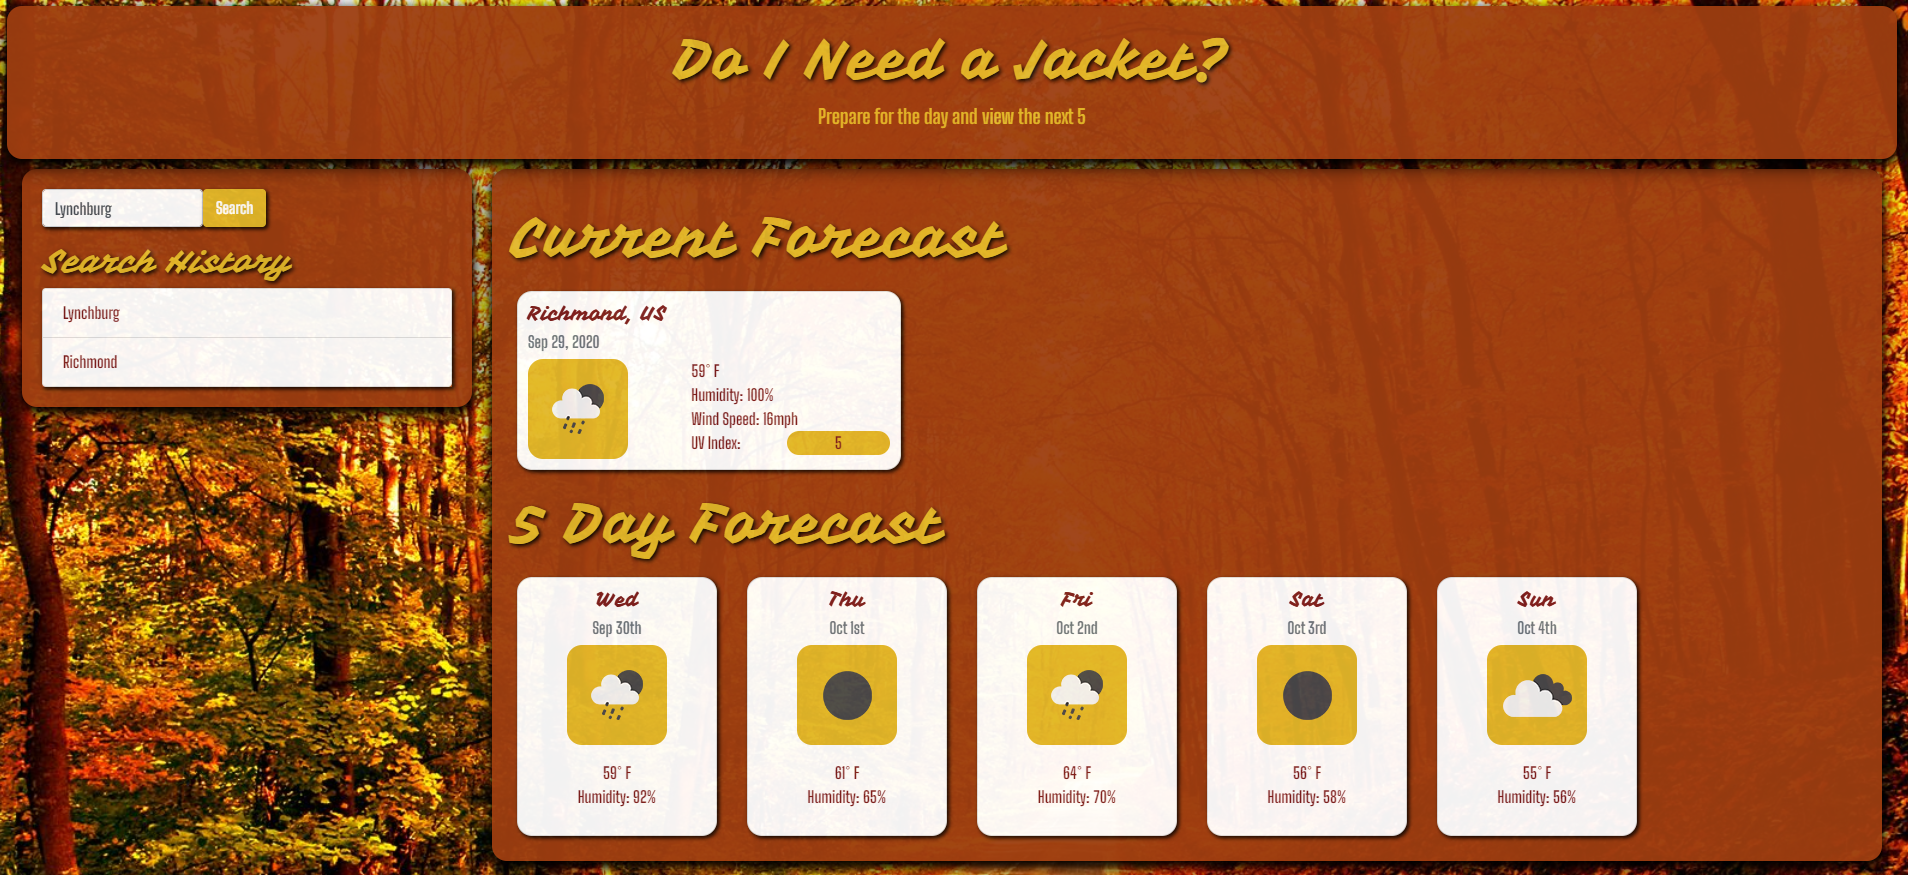 Do I Need a Jacket?
Prepare for the day and view the next 5
Lynchburg
Search
Search History
Lynchburg
Richmond
Current Forecast
Richmond, US
Sep 29, 2020
59° F
Humidity: 100%
Wind Speed: 16mph
UV Index: 5
5 Day Forecast
Wed
Sep 30th
59° F
Humidity: 92%
Thu
Oct 1st
61° F
Humidity: 65%
Fri
Oct 2nd
64° F
Humidity: 70%
Sat
Oct 3rd
56° F
Humidity: 58%
Sun
Oct 4th
55° F
Humidity: 56%